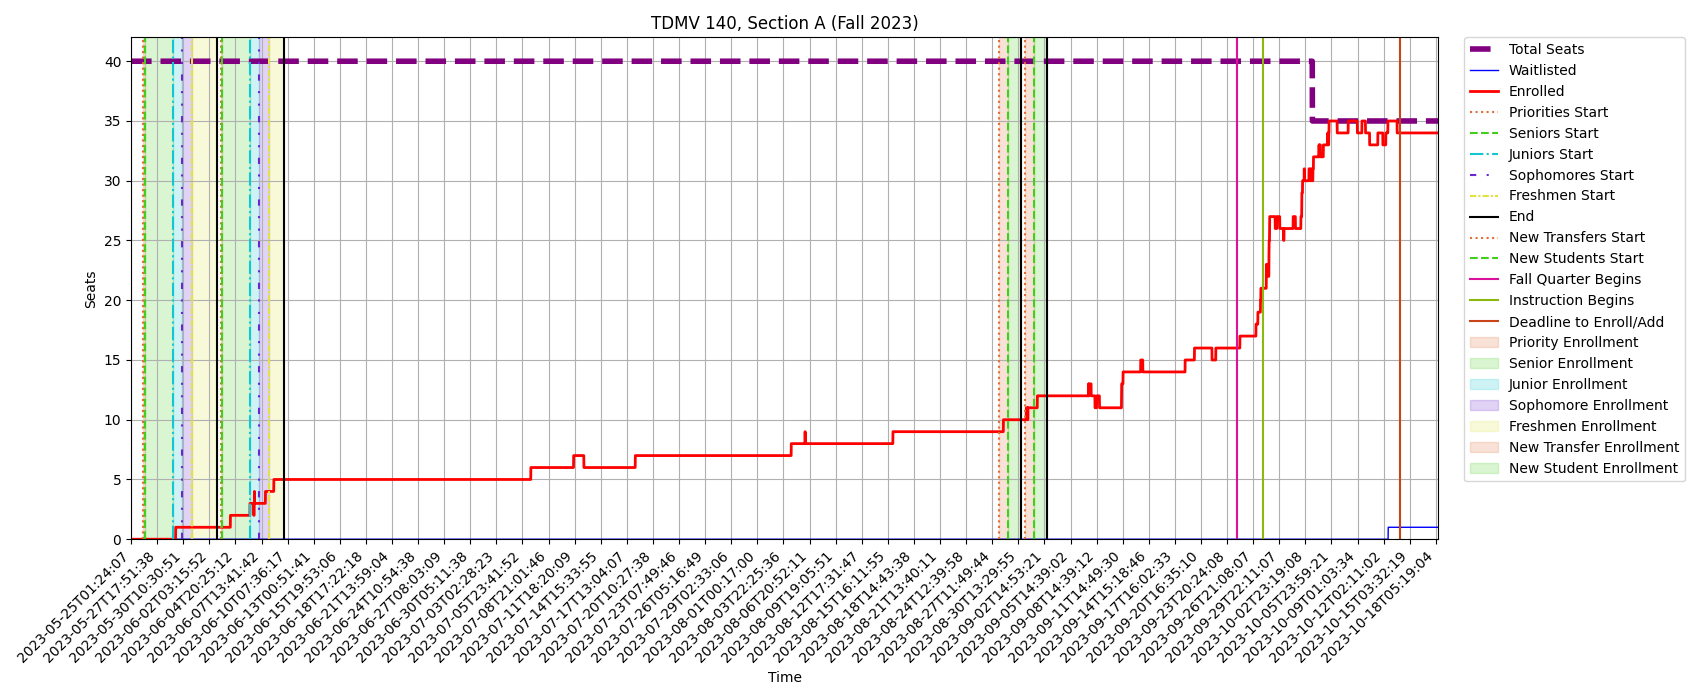 TDMV 140, Section A (Fall 2023)
Seats
40
35
30
25
20
15
10
5
0
2023-05-25T01:24:07
2023-05-27T17:51:38
2023-05-30T10:30:51
2023-06-02T03:15:52
2023-06-04T20:25:12
2023-06-07T13:41:42
2023-06-10T07:36:17
2023-06-13T00:51:41
2023-06-15T19:53:06
2023-06-18T17:22:18
2023-06-21T13:59:04
2023-06-24T10:54:38
2023-06-27T08:03:09
2023-06-30T05:11:38
2023-07-03T02:28:23
2023-07-05T23:41:52
2023-07-08T21:01:46
2023-07-11T18:20:09
2023-07-14T15:33:55
2023-07-17T13:04:07
2023-07-20T10:27:38
2023-07-23T07:49:46
2023-07-26T05:16:49
2023-07-29T02:33:06
2023-08-01T00:17:00
2023-08-03T22:25:36
2023-08-06T20:52:11
2023-08-09T19:05:51
2023-08-12T17:31:47
2023-08-15T16:11:55
2023-08-18T14:43:38
2023-08-21T13:40:11
2023-08-24T12:39:58
2023-08-27T11:49:44
2023-08-30T13:29:55
2023-09-02T14:53:21
2023-09-05T14:39:02
2023-09-08T14:39:12
2023-09-11T14:49:30
2023-09-14T15:18:46
2023-09-17T16:02:33
2023-09-20T16:35:10
2023-09-23T20:24:08
2023-09-26T21:08:07
2023-09-29T22:11:07
2023-10-02T23:19:08
2023-10-05T23:59:21
2023-10-09T01:03:34
2023-10-12T02:11:02
2023-10-15T03:32:19
2023-10-18T05:19:04
Time
Total Seats
Waitlisted
Enrolled
Priorities Start
Seniors Start
Juniors Start
Sophomores Start
Freshmen Start
End
New Transfers Start
New Students Start
Fall Quarter Begins
Instruction Begins
Deadline to Enroll/Add
Priority Enrollment
Senior Enrollment
Junior Enrollment
Sophomore Enrollment
Freshmen Enrollment
New Transfer Enrollment
New Student Enrollment